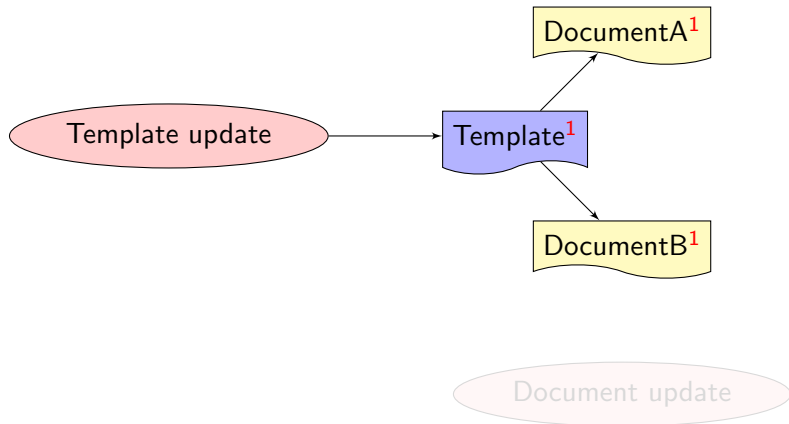 DocumentA¹
Template update
Template¹
DocumentB¹
Document update